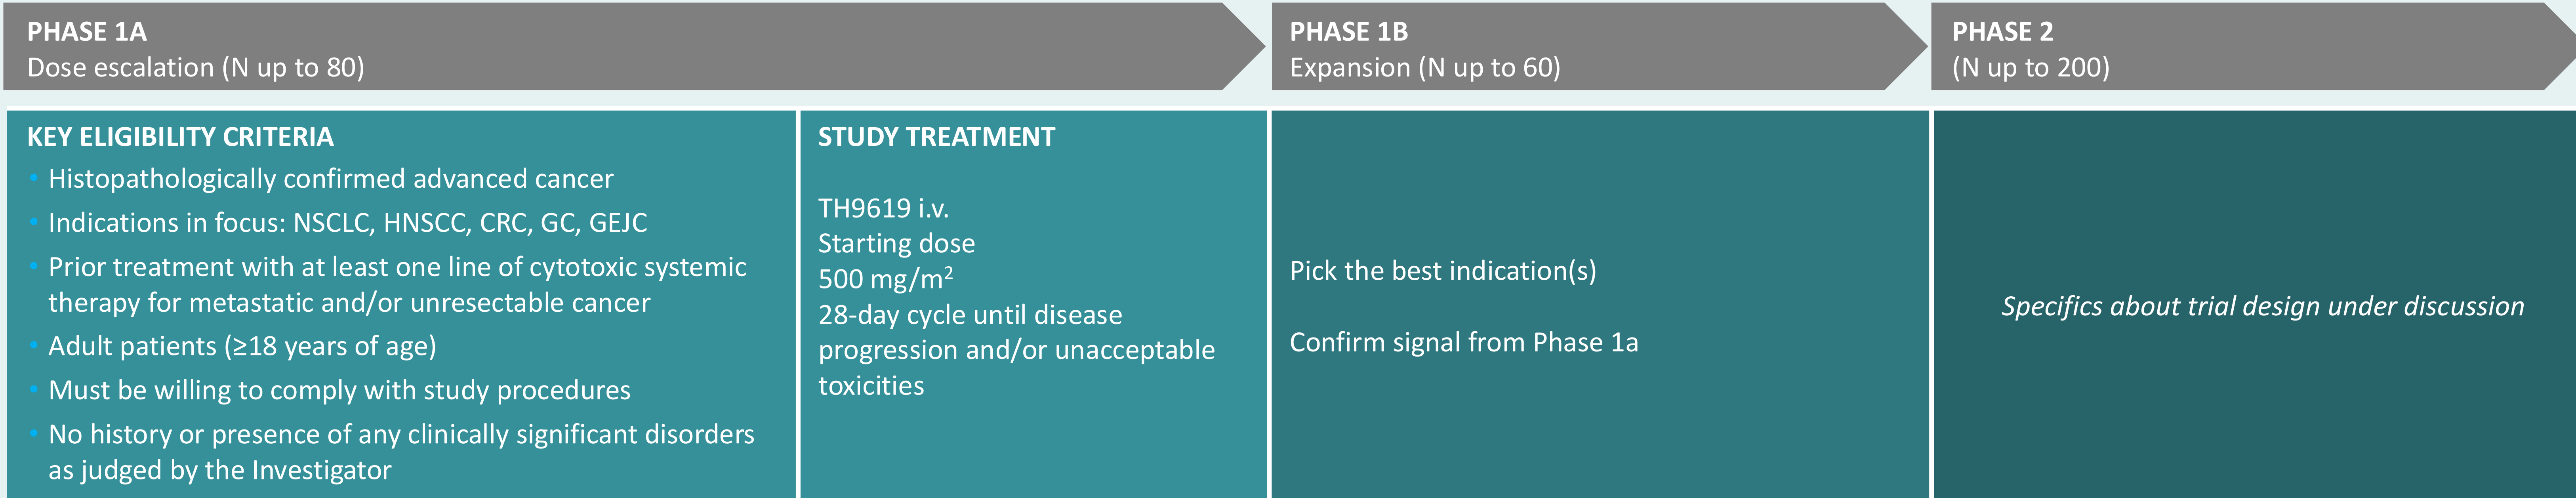 PHASE 1A
Dose escalation (N up to 80)
PHASE 1B
Expansion (N up to 60)
PHASE 2
(N up to 200)
KEY ELIGIBILITY CRITERIA
• Histopathologically confirmed advanced cancer
• Indications in focus: NSCLC, HNSCC, CRC, GC, GEJC
• Prior treatment with at least one line of cytotoxic systemic
therapy for metastatic and/or unresectable cancer
• Adult patients (≥18 years of age)
• Must be willing to comply with study procedures
• No history or presence of any clinically significant disorders
as judged by the Investigator
STUDY TREATMENT
TH9619 i.v.
Starting dose
500 mg/m²
28-day cycle until disease
progression and/or unacceptable
toxicities
Pick the best indication(s)
Confirm signal from Phase 1a
Specifics about trial design under discussion